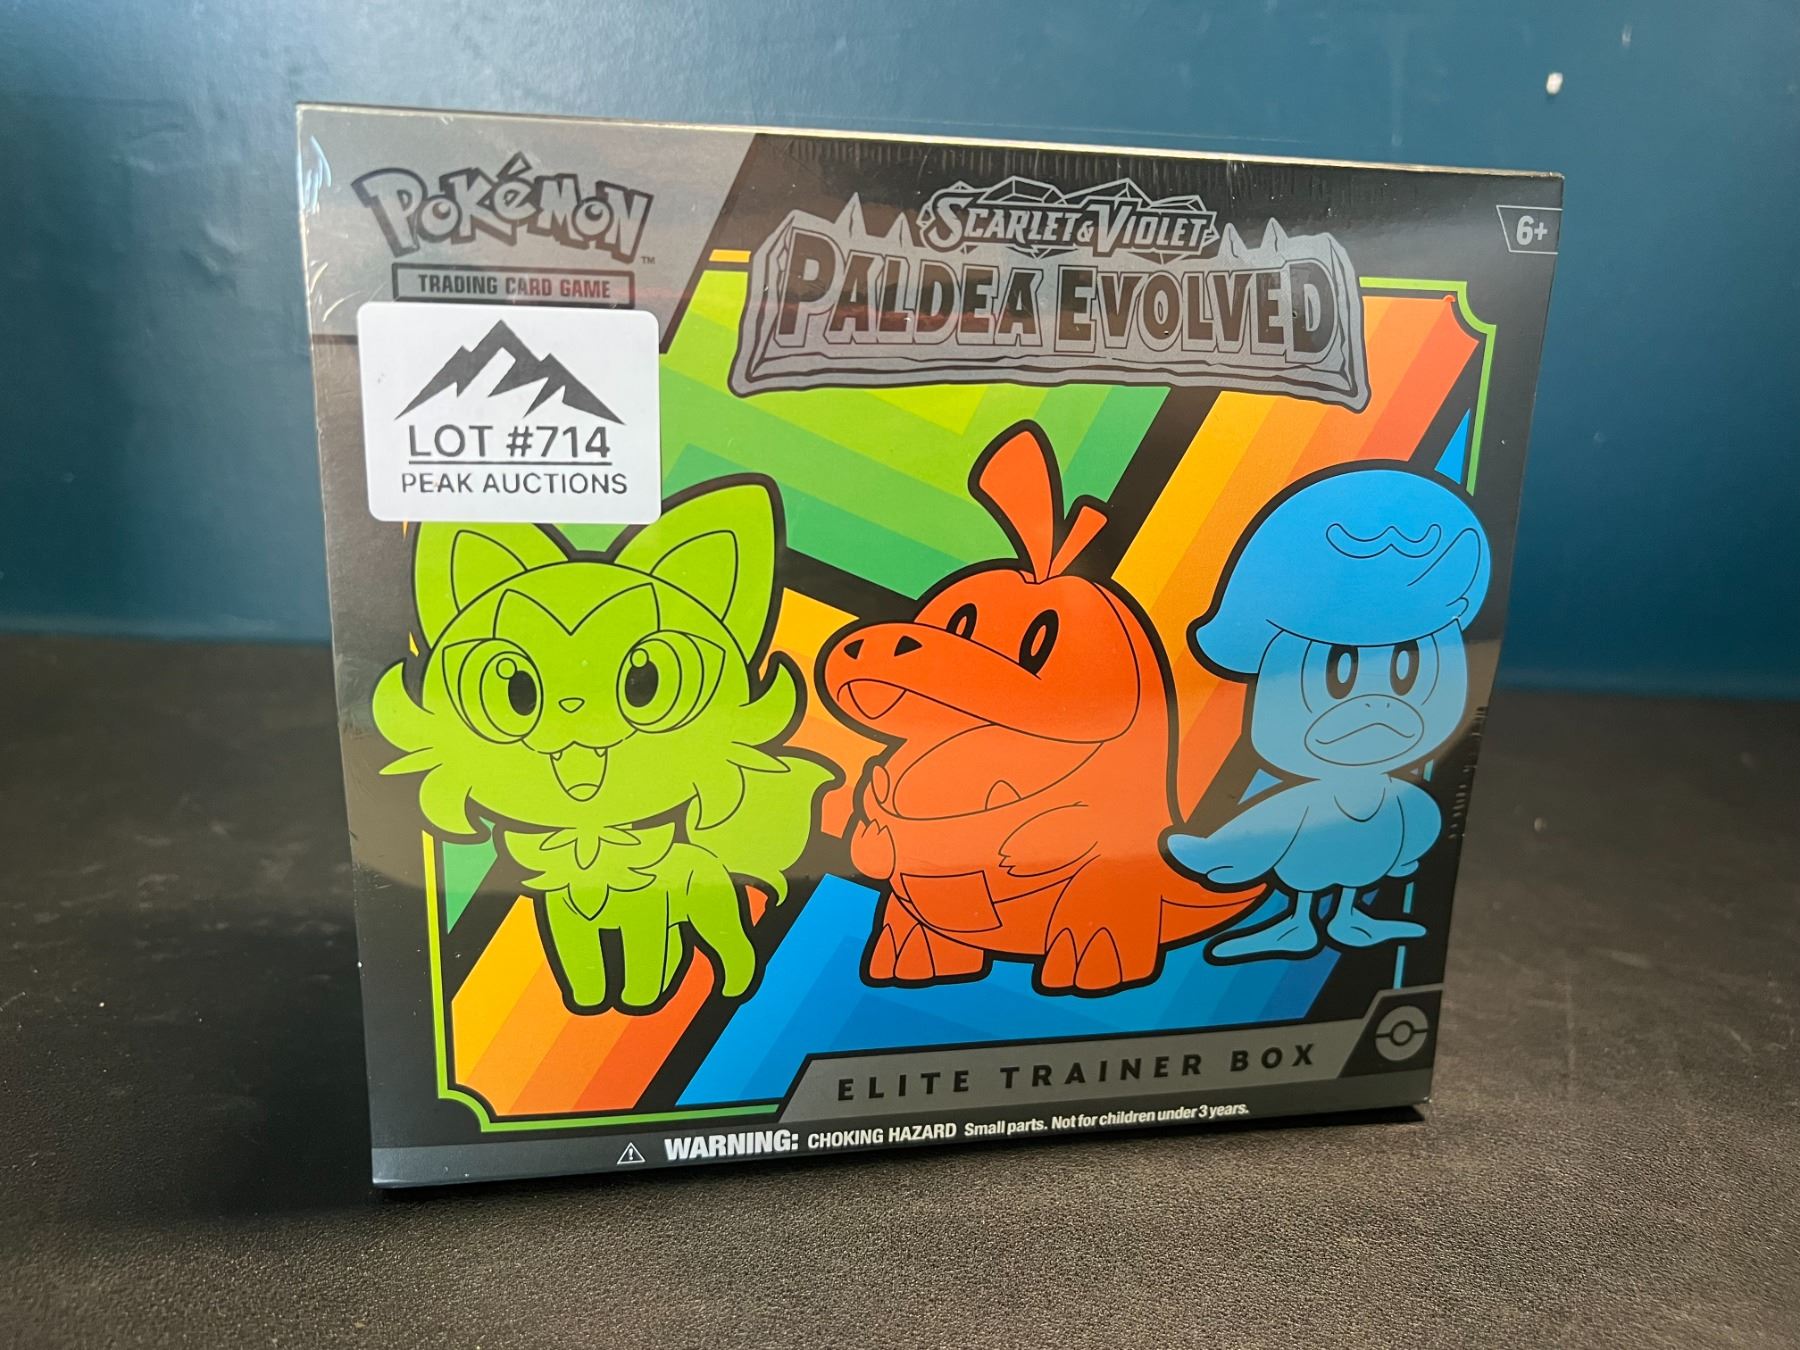 POKéMON™
TRADING CARD GAME
SCARLET & VIOLET
PALDEA EVOLVED
6+
LOT #714
PEAK AUCTIONS
ELITE TRAINER BOX
WARNING: CHOKING HAZARD Small parts. Not for children under 3 years.